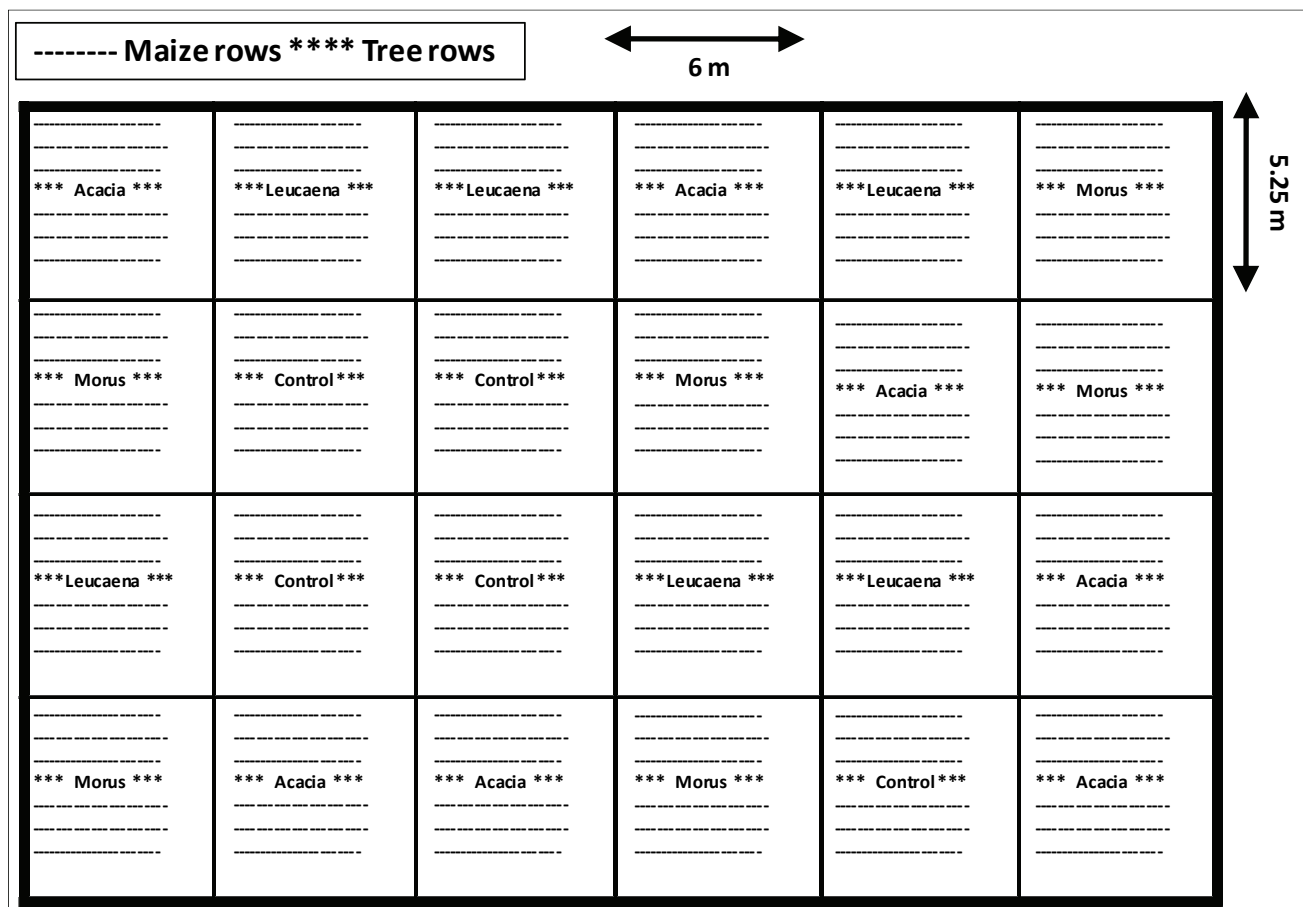 -------- Maize rows **** Tree rows
6 m
5.25 m
*** Acacia *** ***Leucaena *** ***Leucaena *** *** Acacia *** ***Leucaena *** *** Morus ***
*** Morus *** *** Control *** *** Control *** *** Morus *** *** Acacia *** *** Morus ***
***Leucaena *** *** Control *** *** Control *** ***Leucaena *** ***Leucaena *** *** Acacia ***
*** Morus *** *** Acacia *** *** Acacia *** *** Morus *** *** Control *** *** Acacia ***